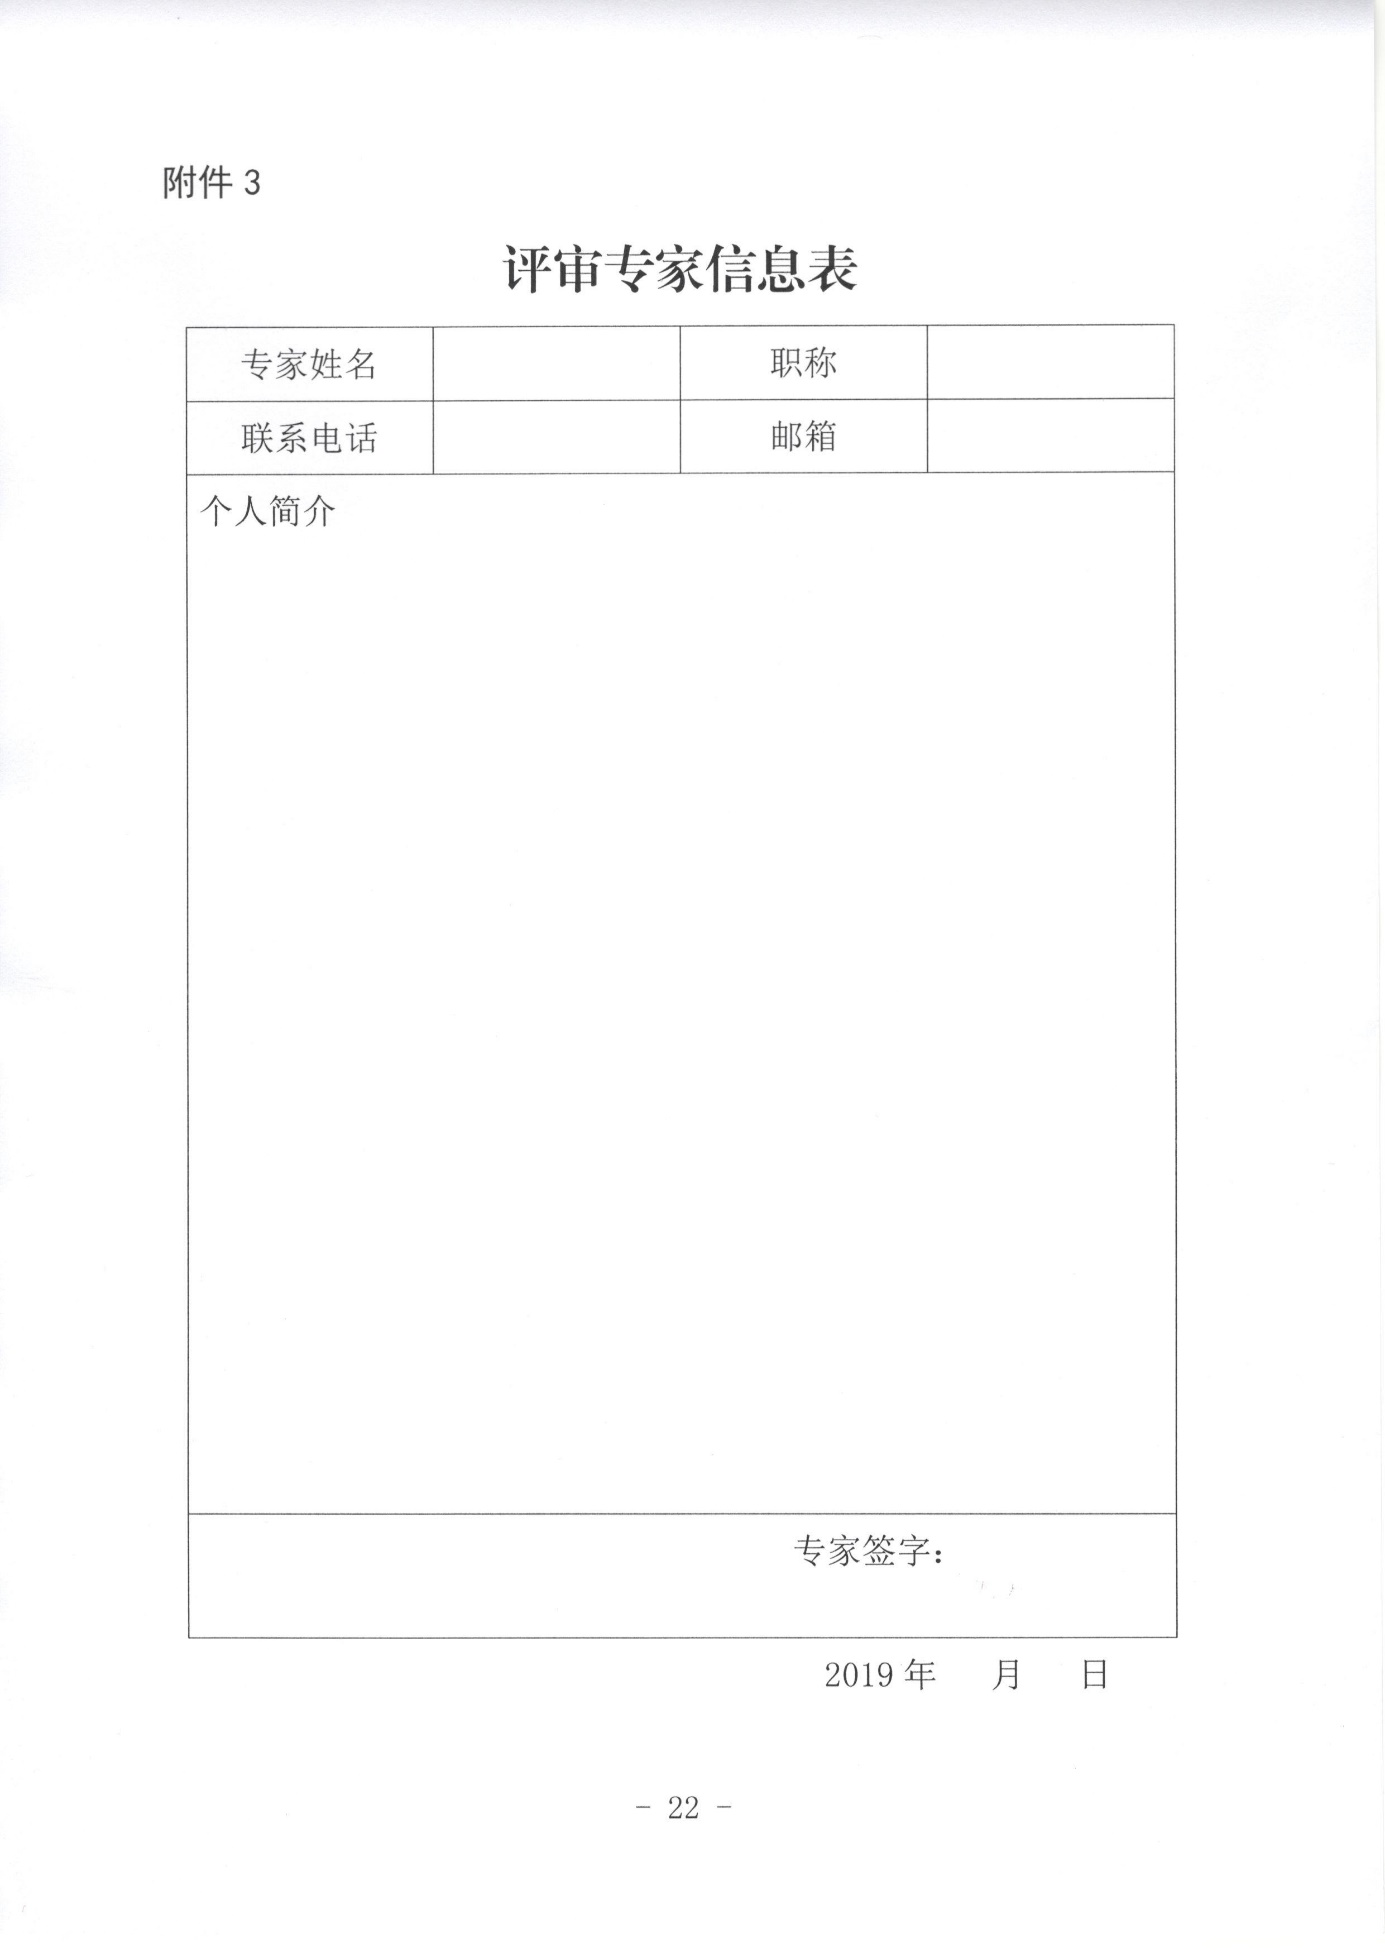 附件 3
评审专家信息表
专家姓名 职称
联系电话 邮箱
个人简介
专家签字：
2019 年 月 日
- 22 -